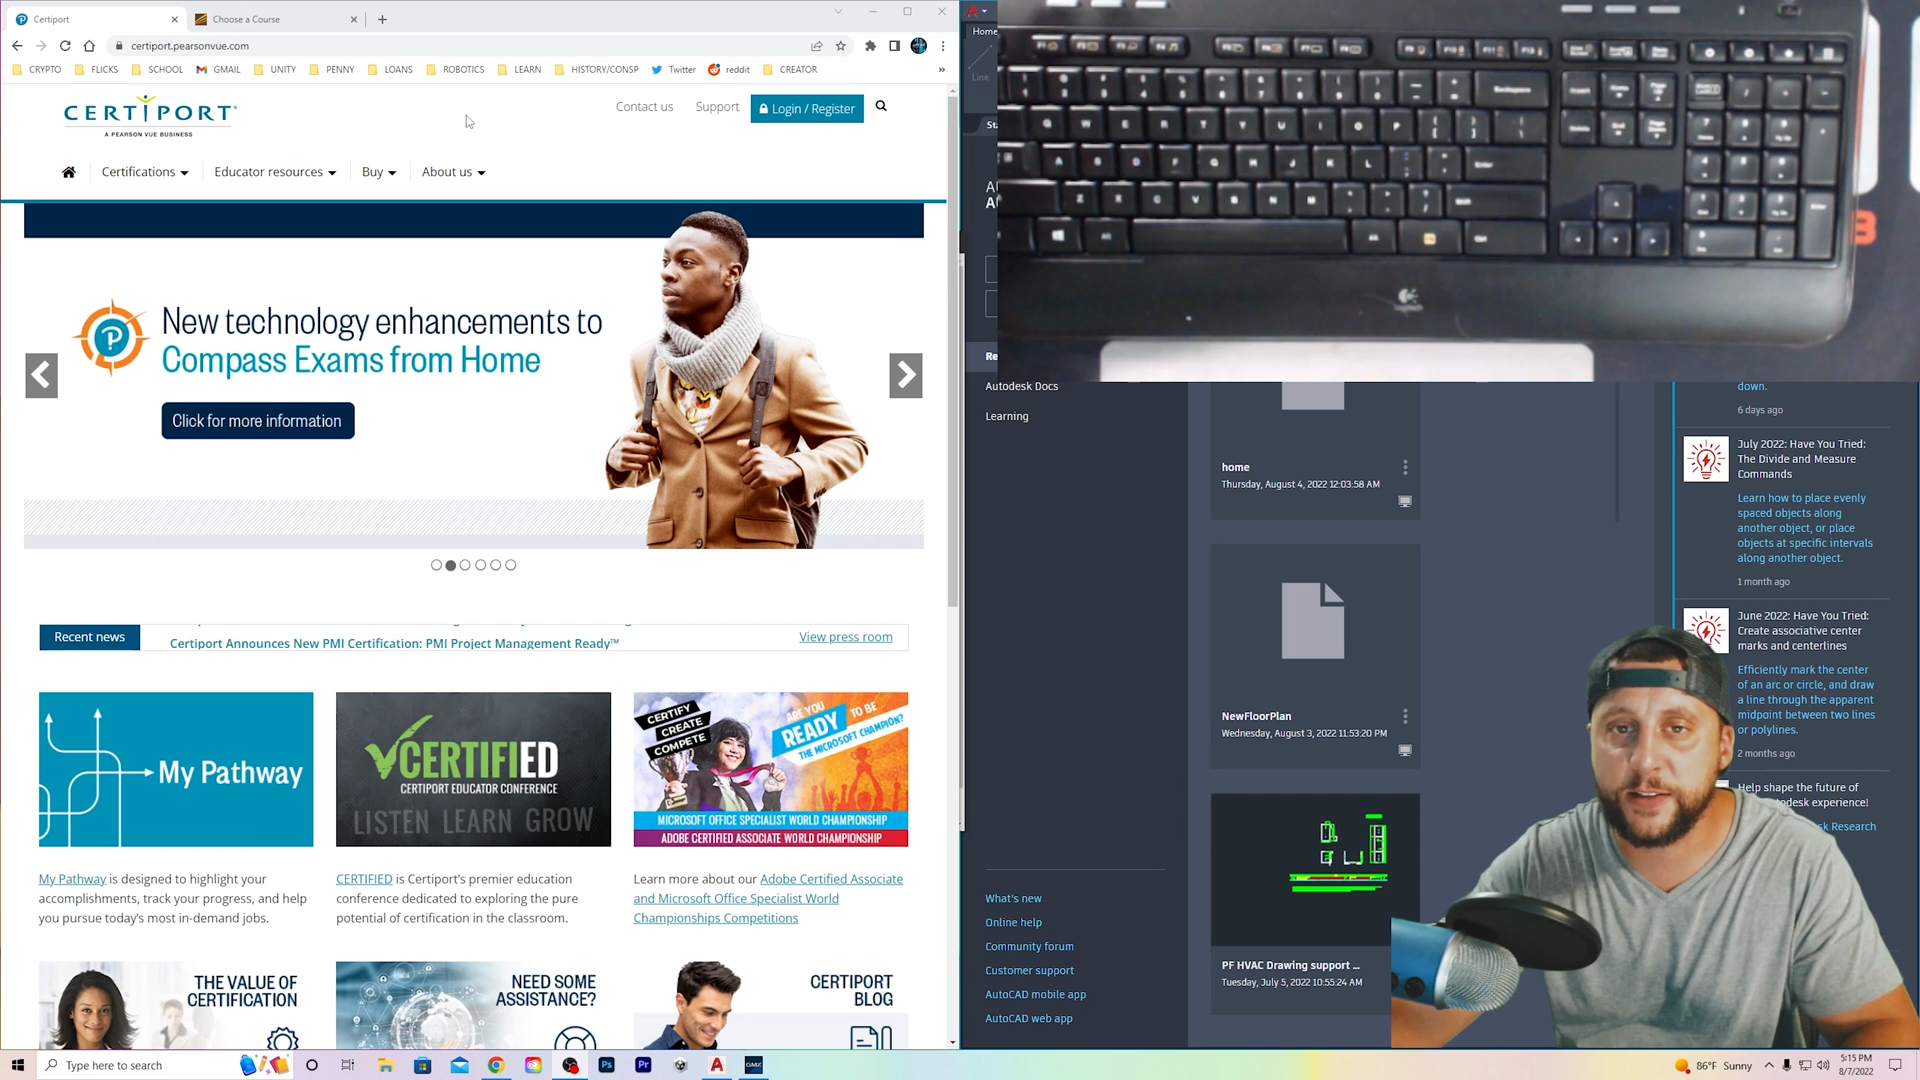 Certiport
Choose a Course
certiport.pearsonvue.com
CRYPTO
FLICKS
SCHOOL
GMAIL
UNITY
PENNY
LOANS
ROBOTICS
LEARN
HISTORY/CONSP
Twitter
reddit
CREATOR
»
CERTIPORT
A PEARSON VUE BUSINESS
Contact us
Support
Login / Register
Certifications
Educator resources
Buy
About us
New technology enhancements to
Compass Exams from Home
Click for more information
Recent news
Certiport Announces New PMI Certification: PMI Project Management Ready™
View press room
My Pathway
✓CERTIFIED
CERTIPORT EDUCATOR CONFERENCE
LISTEN LEARN GROW
CERTIFY
CREATE
COMPETE
ARE YOU
READY
TO BE
THE MICROSOFT CHAMPION?
MICROSOFT OFFICE SPECIALIST WORLD CHAMPIONSHIP
ADOBE CERTIFIED ASSOCIATE WORLD CHAMPIONSHIP
My Pathway is designed to highlight your
accomplishments, track your progress, and help
you pursue today's most in-demand jobs.
CERTIFIED is Certiport's premier education
conference dedicated to exploring the pure
potential of certification in the classroom.
Learn more about our Adobe Certified Associate
and Microsoft Office Specialist World
Championships Competitions
THE VALUE OF
CERTIFICATION
NEED SOME
ASSISTANCE?
CERTIPORT
BLOG
Home
Line
Autodesk Docs
Learning
What's new
Online help
Community forum
Customer support
AutoCAD mobile app
AutoCAD web app
home
Thursday, August 4, 2022 12:03:58 AM
NewFloorPlan
Wednesday, August 3, 2022 11:53:20 PM
PF HVAC Drawing support ...
Tuesday, July 5, 2022 10:55:24 AM
down.
6 days ago
July 2022: Have You Tried:
The Divide and Measure
Commands
Learn how to place evenly
spaced objects along
another object, or place
objects at specific intervals
along another object.
1 month ago
June 2022: Have You Tried:
Create associative center
marks and centerlines
Efficiently mark the center
of an arc or circle, and draw
a line through the apparent
midpoint between two lines
or polylines.
2 months ago
Help shape the future of
experience!
Research
Type here to search
Ps
Pr
A
GMX
86°F Sunny
5:15 PM
8/7/2022